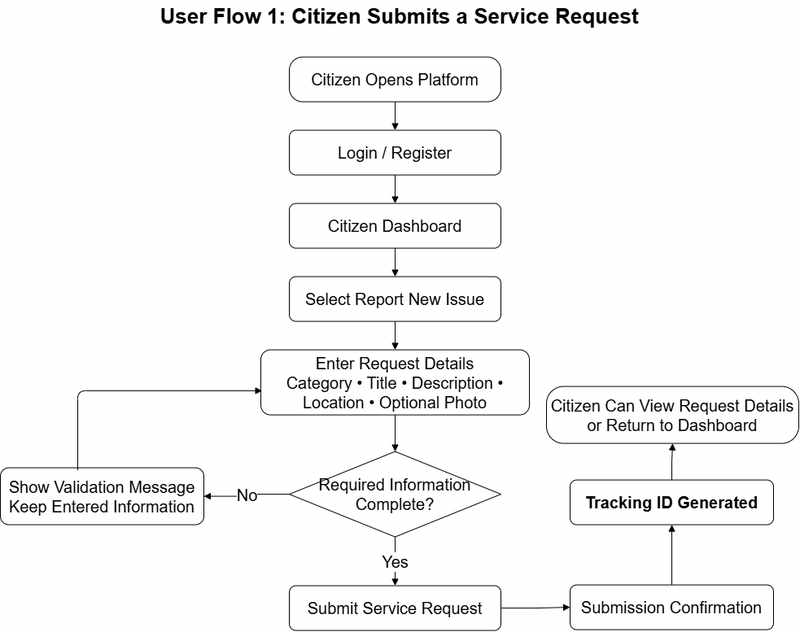 User Flow 1: Citizen Submits a Service Request
Citizen Opens Platform
Login / Register
Citizen Dashboard
Select Report New Issue
Enter Request Details
Category • Title • Description •
Location • Optional Photo
Required Information
Complete?
No
Show Validation Message
Keep Entered Information
Yes
Submit Service Request
Submission Confirmation
Tracking ID Generated
Citizen Can View Request Details
or Return to Dashboard